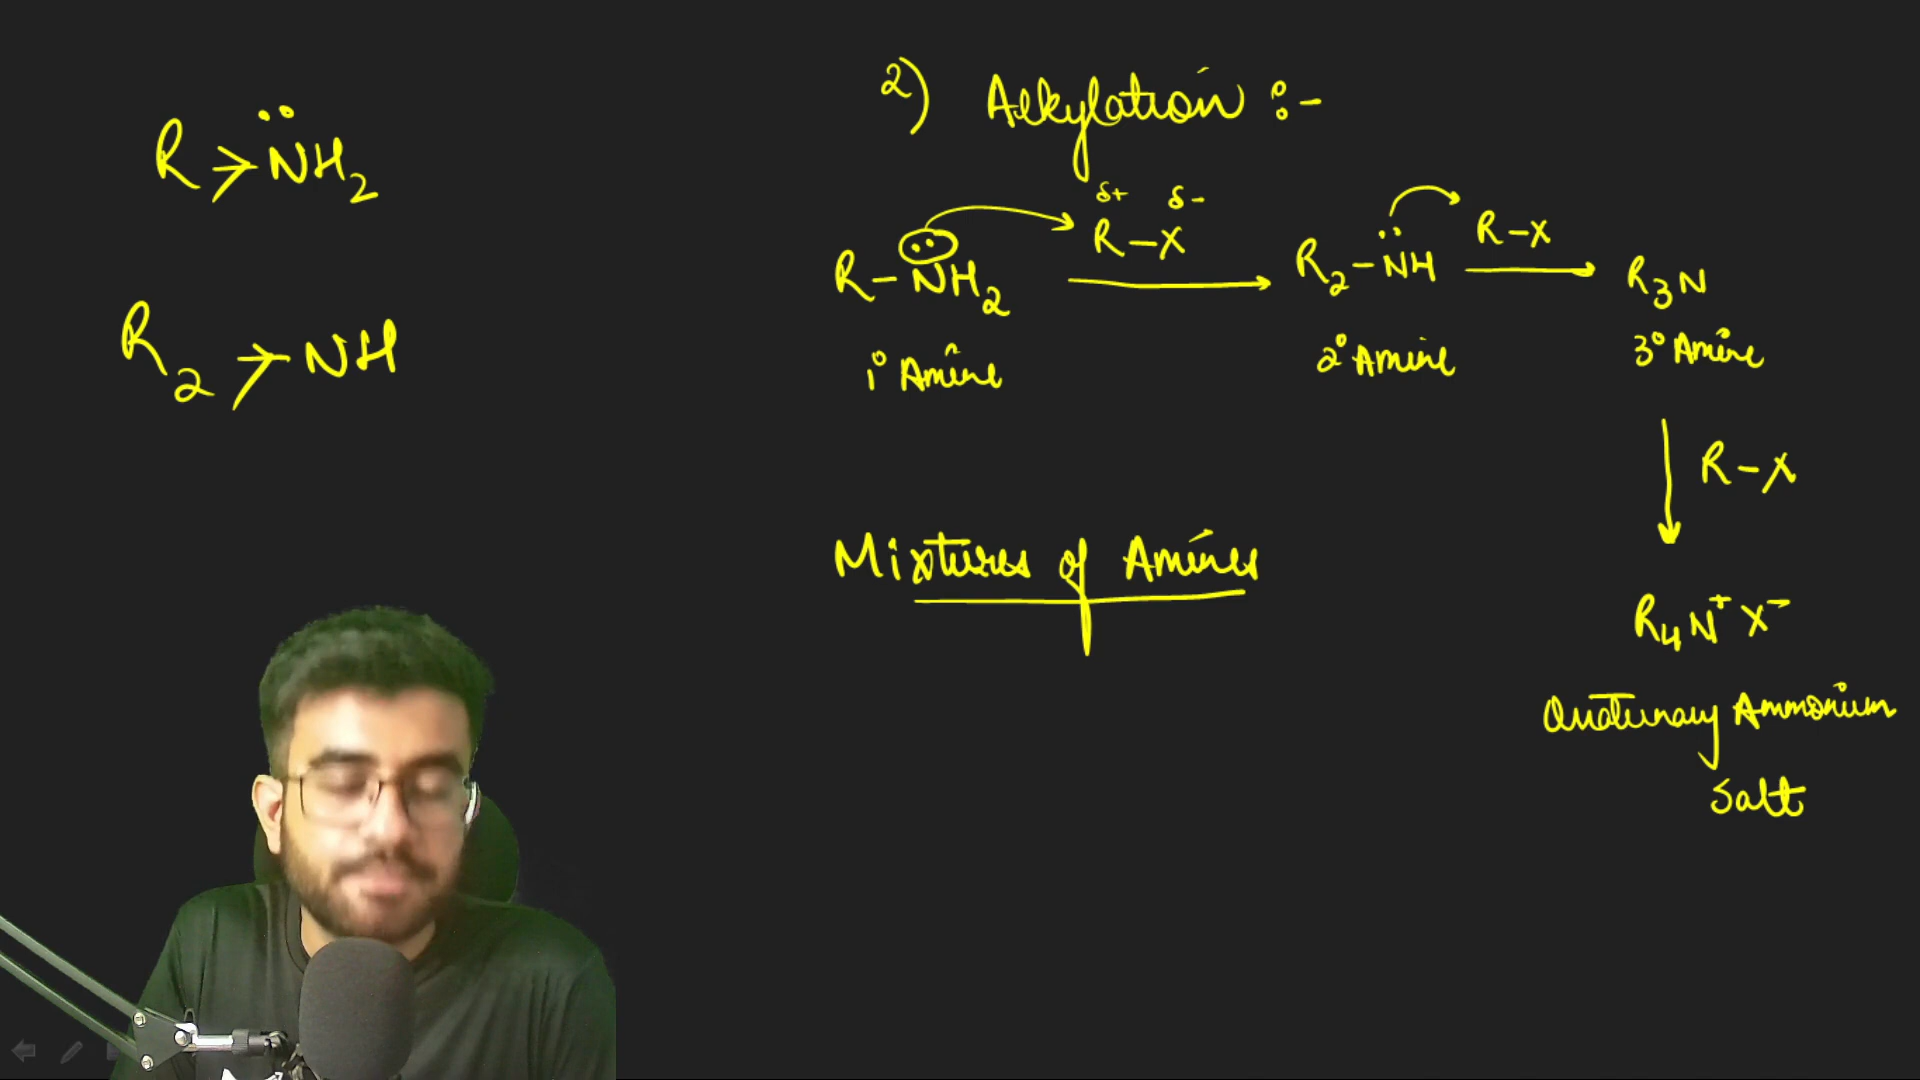 R > N̈H₂
R₂ > NH
2) Alkylation :-
δ+ δ-
R-N̈H₂ R-X R₂-N̈H R-X R₃N
1° Amine 2° Amine 3° Amine
R-X
Mixtures of Amines
R₄N⁺X⁻
Quaternary Ammonium
Salt